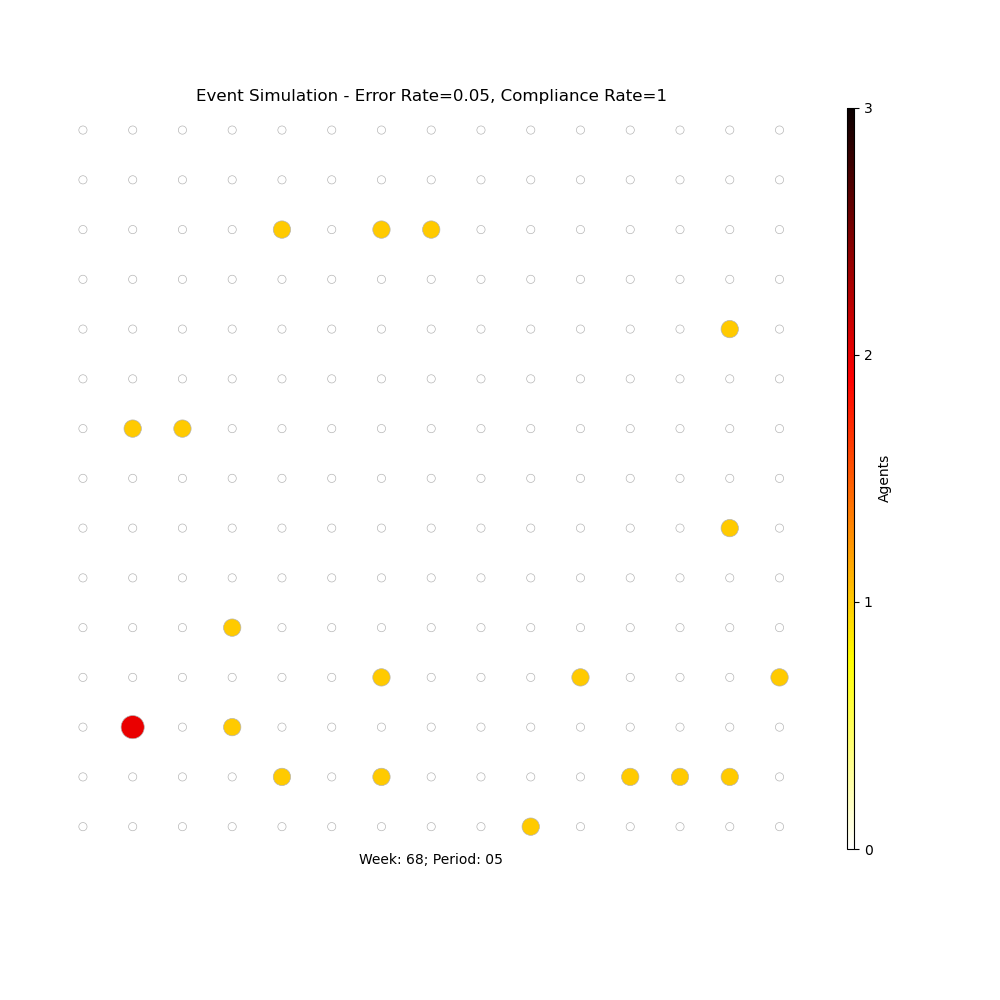 Event Simulation - Error Rate=0.05, Compliance Rate=1
3
2
Agents
1
0
Week: 68; Period: 05